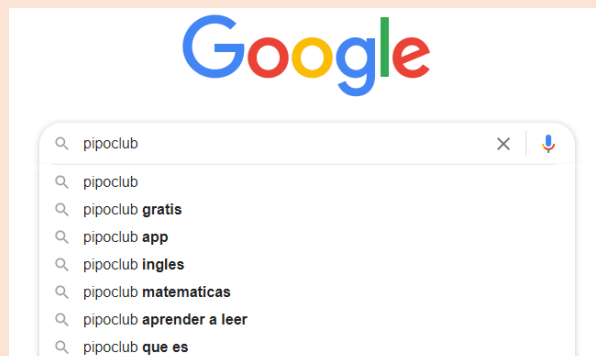 Google
pipoclub
pipoclub
pipoclub gratis
pipoclub app
pipoclub ingles
pipoclub matematicas
pipoclub aprender a leer
pipoclub que es